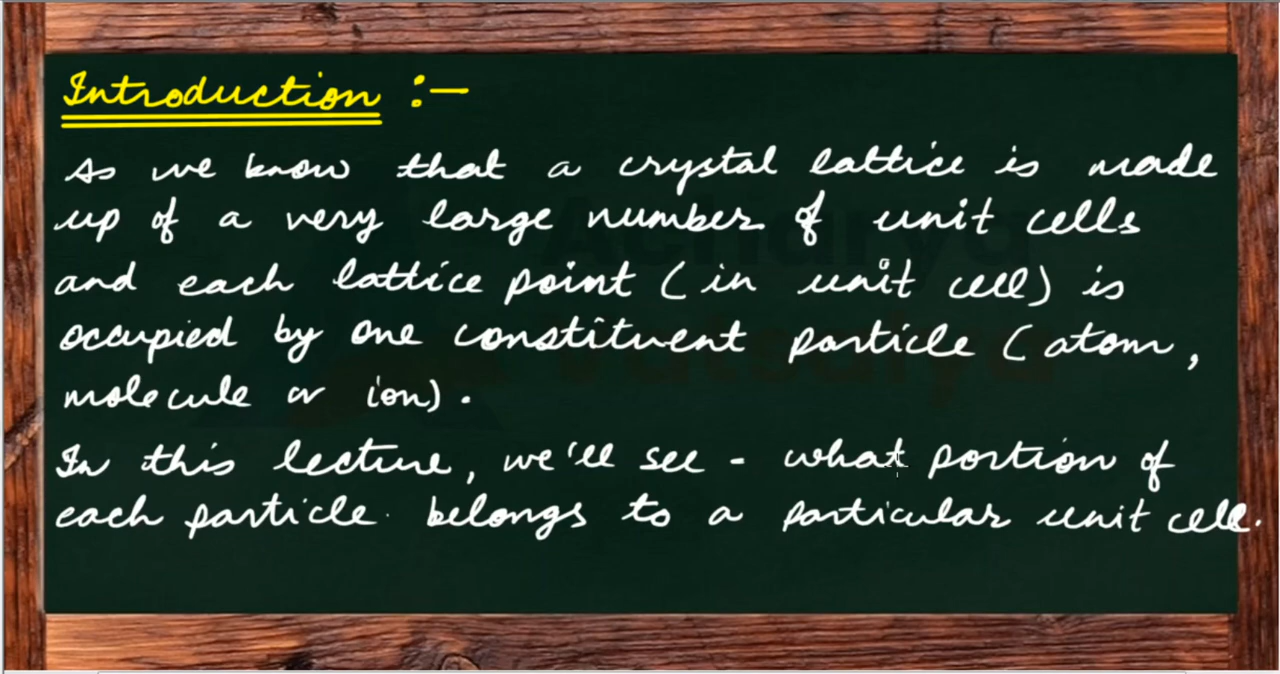 Introduction :-
As we know that a crystal lattice is made
up of a very large number of unit cells
and each lattice point (in unit cell) is
occupied by one constituent particle (atom,
molecule or ion).
In this lecture, we'll see - what portion of
each particle belongs to a particular unit cell.